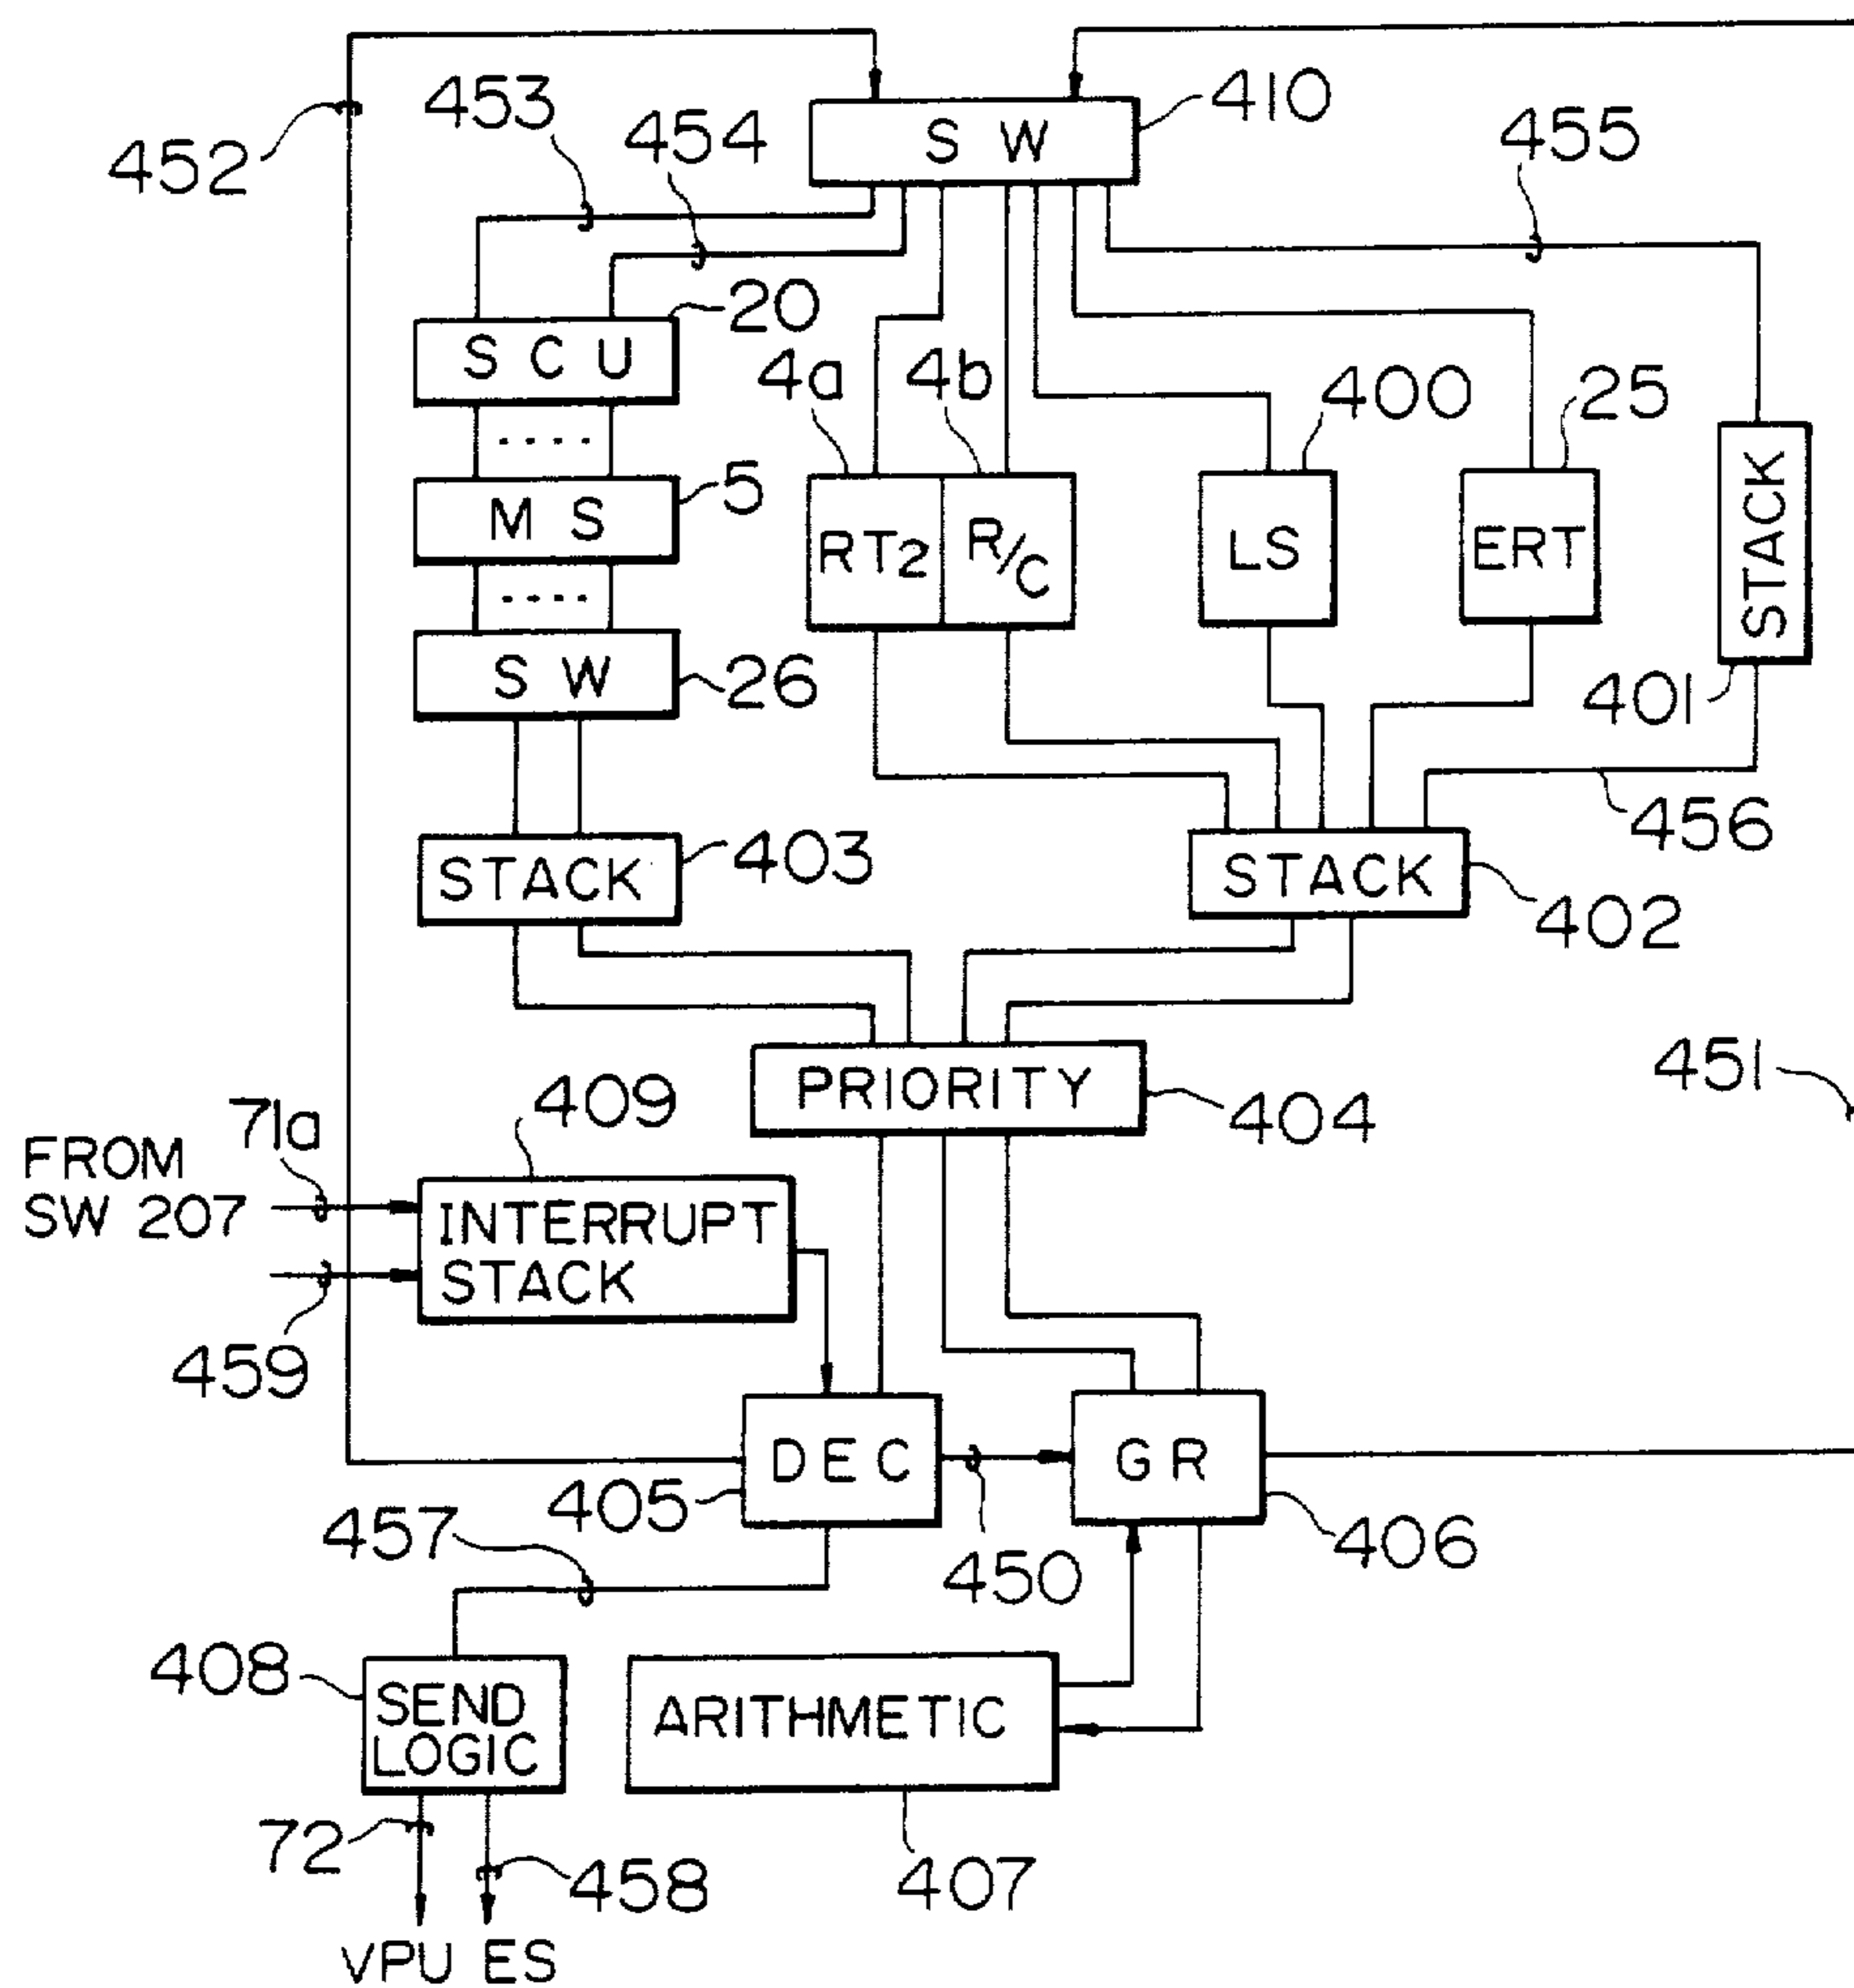 410
453
454
S W
455
452
20
S C U
4a
4b
400
25
5
M S
RT2
R/C
LS
ERT
STACK
S W
26
401
456
STACK
403
STACK
402
PRIORITY
404
451
409
71a
FROM
SW 207
INTERRUPT
STACK
459
DEC
GR
405
457
450
406
408
SEND
LOGIC
ARITHMETIC
72
458
407
VPU ES